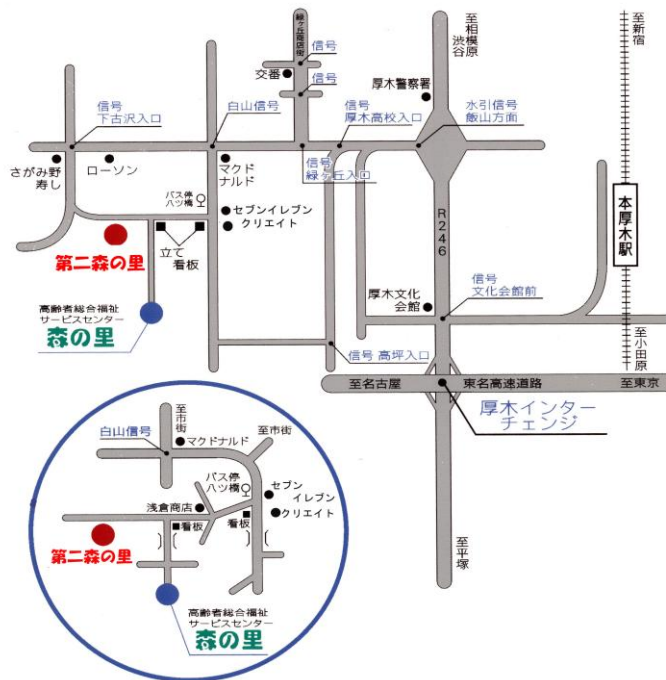 緑ヶ丘商店街
至相模原
渋谷
至新宿
信号
交番
信号
厚木警察署
信号
下古沢入口
白山信号
信号
厚木高校入口
水引信号
飯山方面
さがみ野
寿し
ローソン
マクド
ナルド
信号
緑ヶ丘入口
バス停
八ツ橋
セブンイレブン
クリエイト
R246
本厚木駅
第二森の里
立て
看板
高齢者総合福祉
サービスセンター
森の里
厚木文化
会館
信号
文化会館前
信号 高坪入口
至小田原
至名古屋
東名高速道路
至東京
厚木インター
チェンジ
至市街
白山信号
マクドナルド
至市街
バス停
八ツ橋
セブン
イレブン
浅倉商店
看板
看板
クリエイト
第二森の里
高齢者総合福祉
サービスセンター
森の里
至平塚